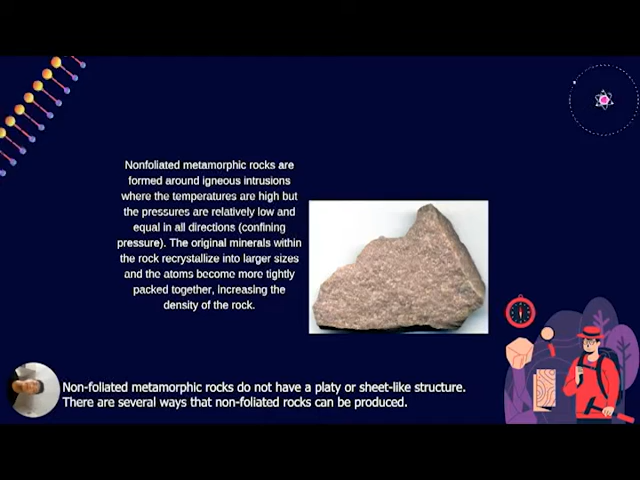 Nonfoliated metamorphic rocks are
formed around igneous intrusions
where the temperatures are high but
the pressures are relatively low and
equal in all directions (confining
pressure). The original minerals within
the rock recrystallize into larger sizes
and the atoms become more tightly
packed together, increasing the
density of the rock.
Non-foliated metamorphic rocks do not have a platy or sheet-like structure.
There are several ways that non-foliated rocks can be produced.